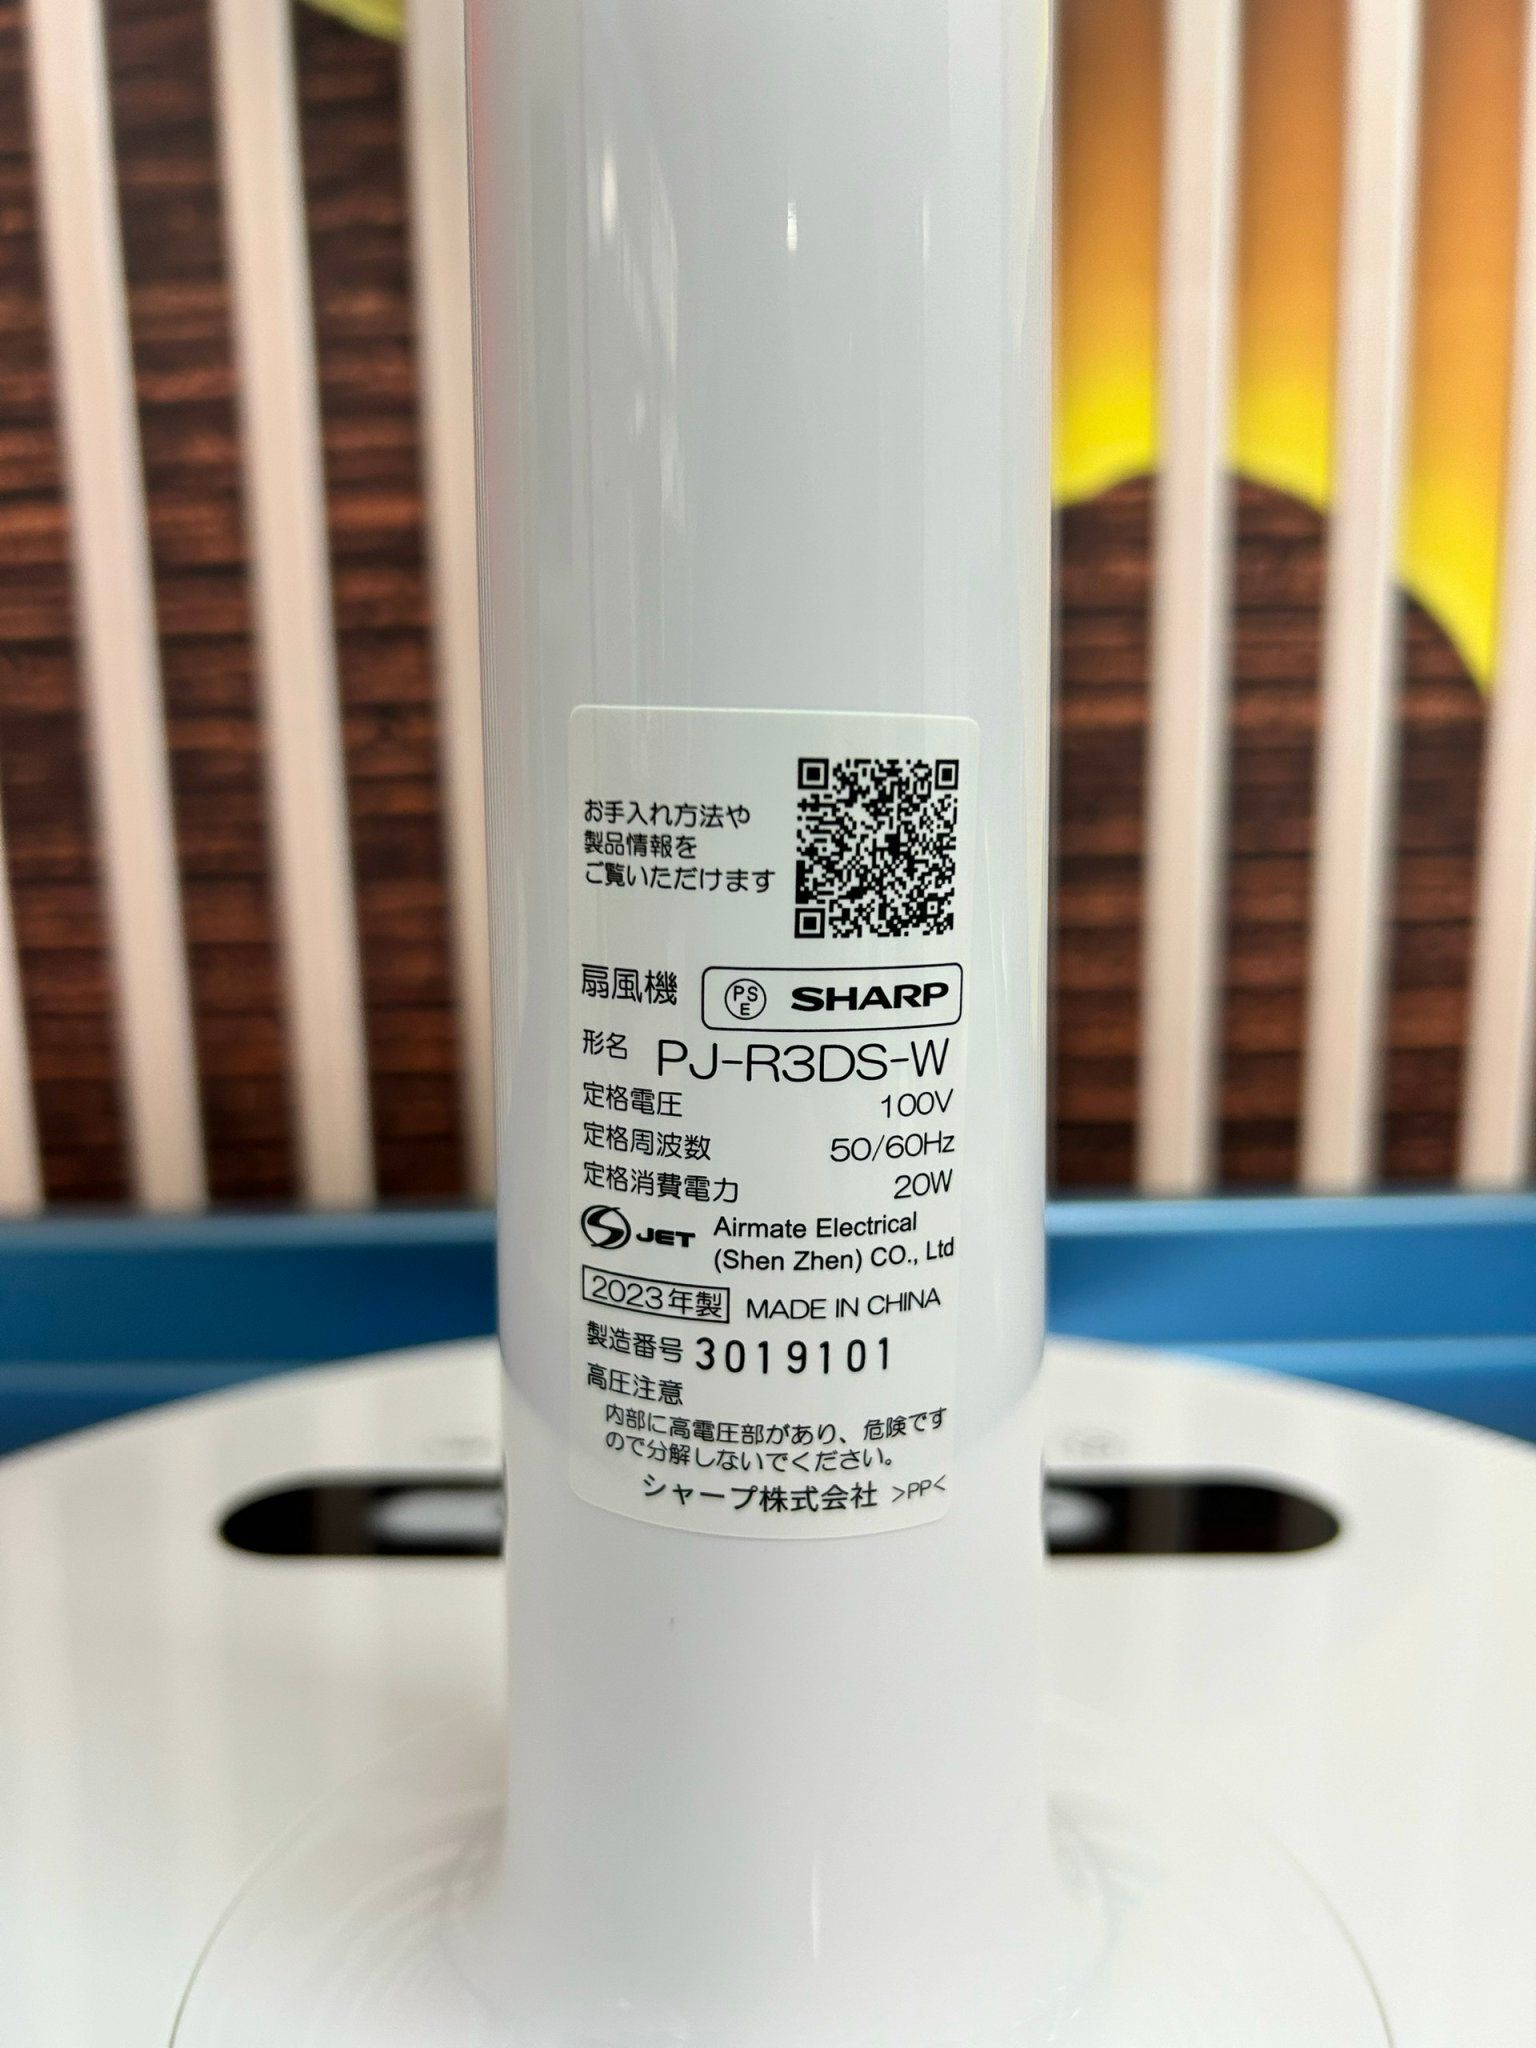 お手入れ方法や
製品情報を
ご覧いただけます
扇風機 PSE SHARP
形名 PJ-R3DS-W
定格電圧 100V
定格周波数 50/60Hz
定格消費電力 20W
S JET Airmate Electrical
(Shen Zhen) CO., Ltd
2023年製 MADE IN CHINA
製造番号 3019101
高圧注意
内部に高電圧部があり、危険です
ので分解しないでください。
シャープ株式会社 >PP<